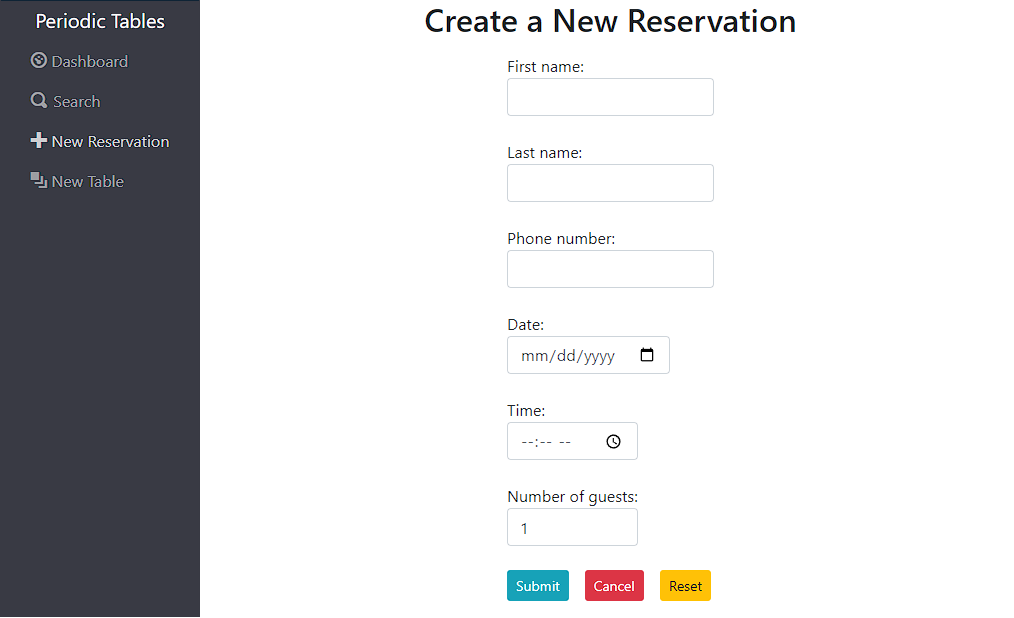 Periodic Tables
Dashboard
Search
New Reservation
New Table
Create a New Reservation
First name:
Last name:
Phone number:
Date:
mm/dd/yyyy
Time:
--:-- --
Number of guests:
1
Submit Cancel Reset